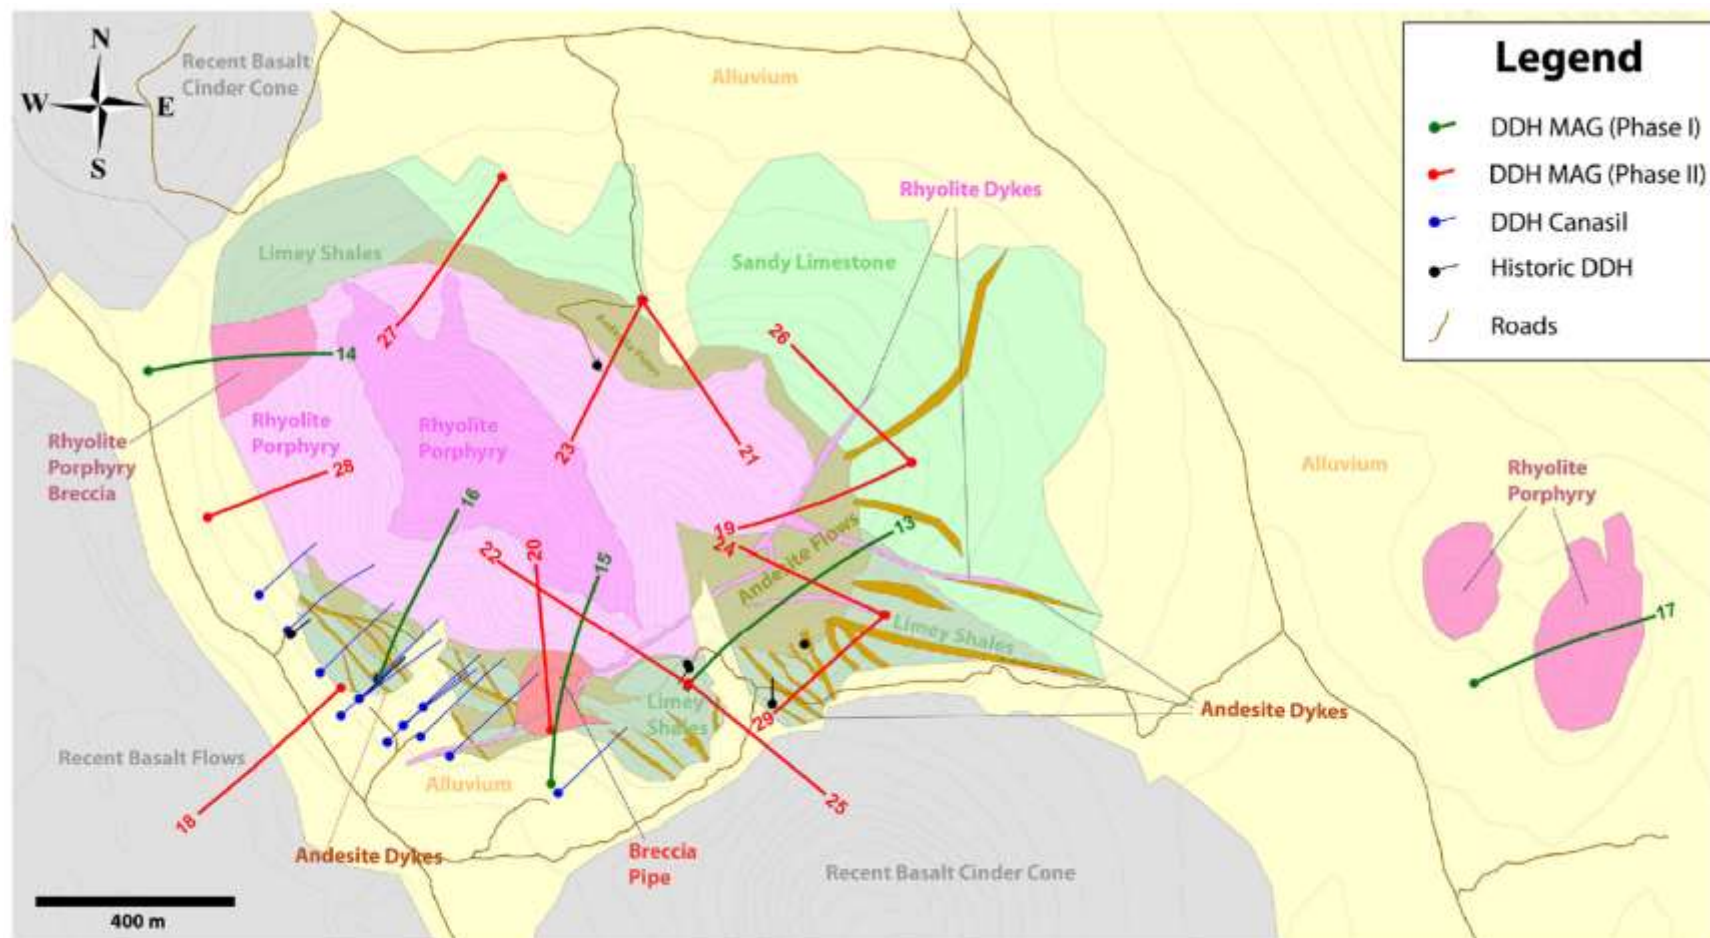 N
W
E
S
Recent Basalt
Cinder Cone
Alluvium
Legend
DDH MAG (Phase I)
DDH MAG (Phase II)
DDH Canasil
Historic DDH
Roads
Rhyolite Dykes
Limey Shales
Sandy Limestone
27
26
14
Rhyolite
Porphyry
Rhyolite
Porphyry
Rhyolite
Porphyry
Breccia
28
23
21
Alluvium
Rhyolite
Porphyry
16
19
24
13
22
20
15
Andesite Flows
Limey Shales
17
Limey
Shales
29
Andesite Dykes
Recent Basalt Flows
Alluvium
25
18
Andesite Dykes
Breccia
Pipe
Recent Basalt Cinder Cone
400 m